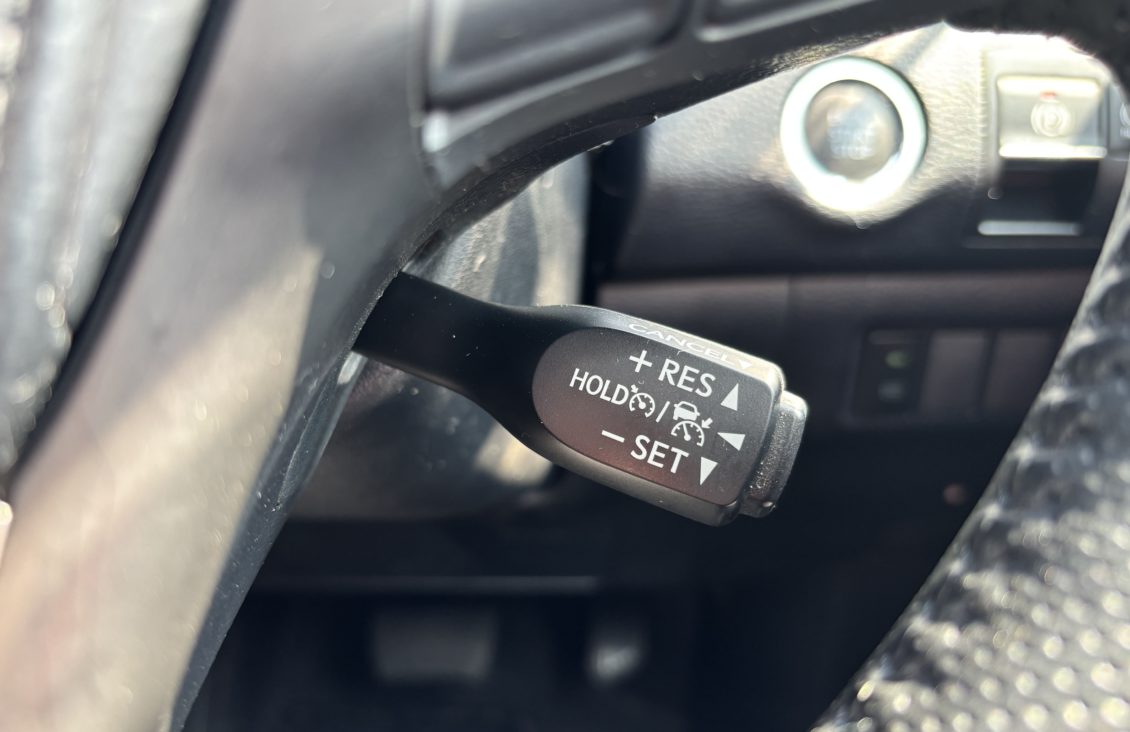 CANCEL
+ RES
HOLD /
− SET